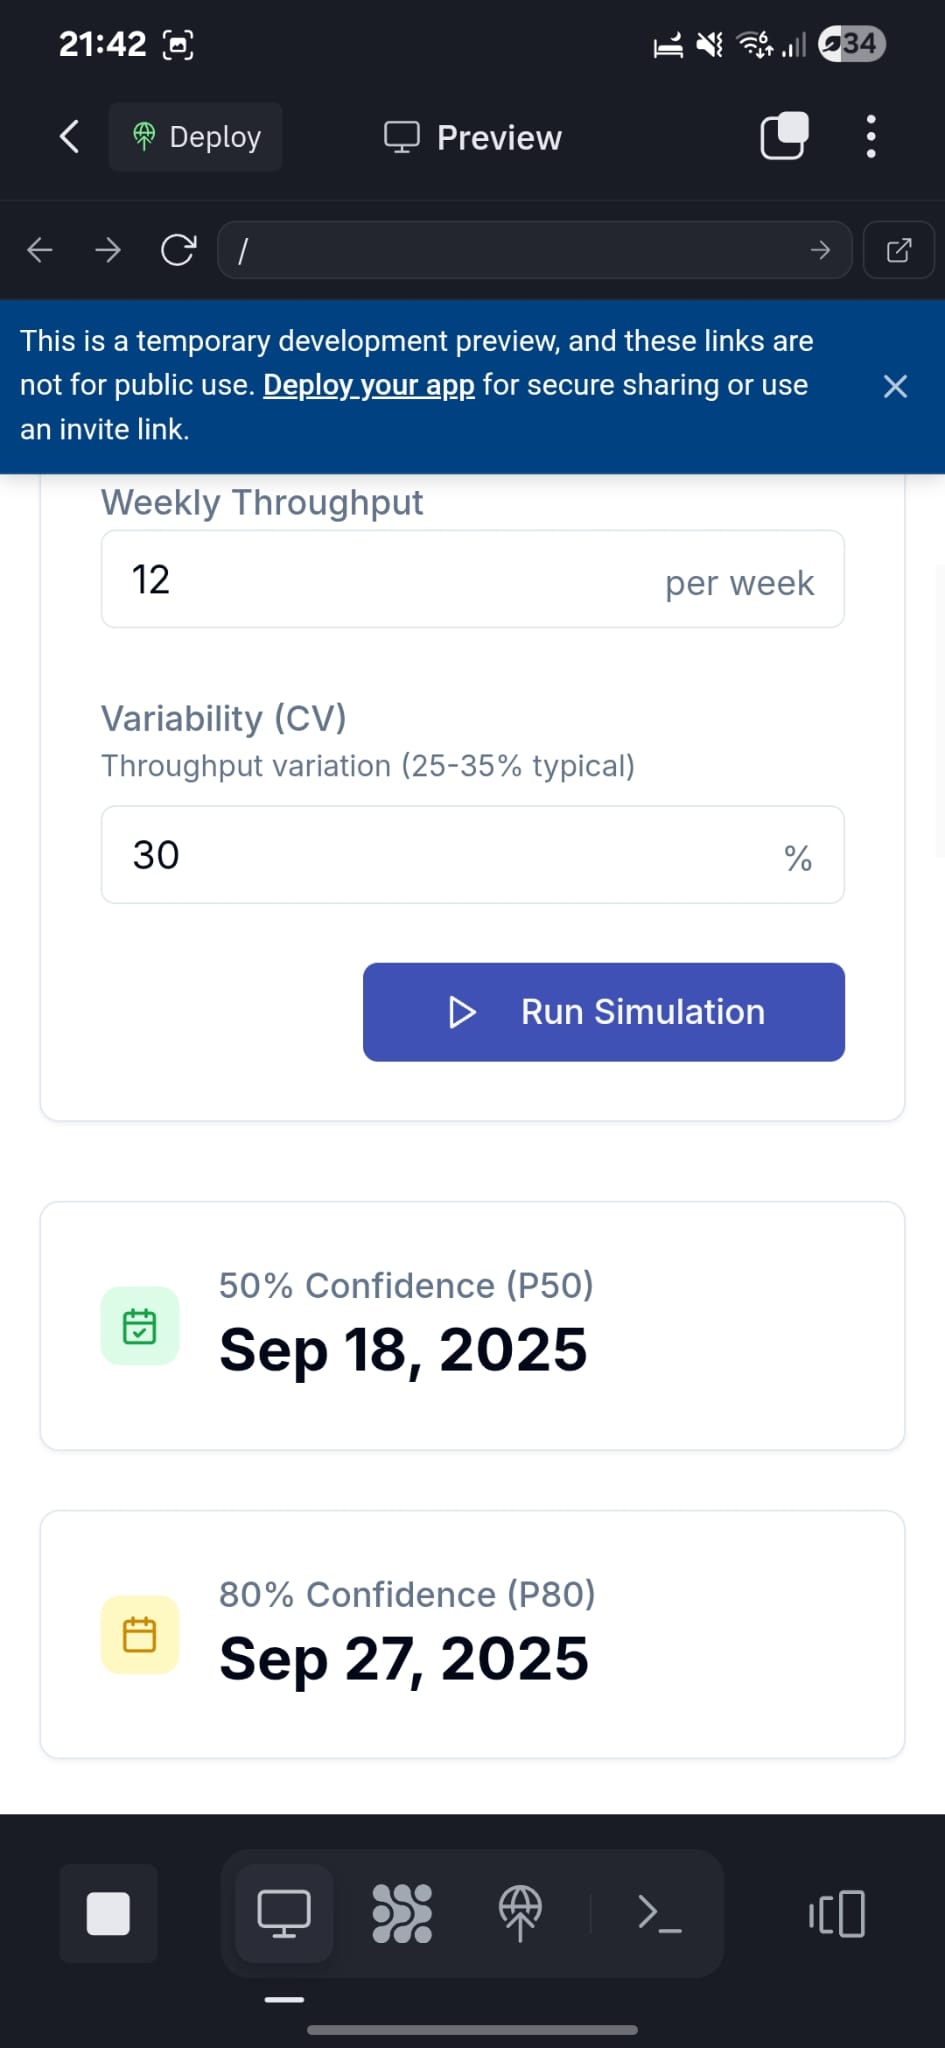 21:42
6
34
Deploy
Preview
/
This is a temporary development preview, and these links are
not for public use. Deploy your app for secure sharing or use
an invite link.
Weekly Throughput
12
per week
Variability (CV)
Throughput variation (25-35% typical)
30
%
Run Simulation
50% Confidence (P50)
Sep 18, 2025
80% Confidence (P80)
Sep 27, 2025